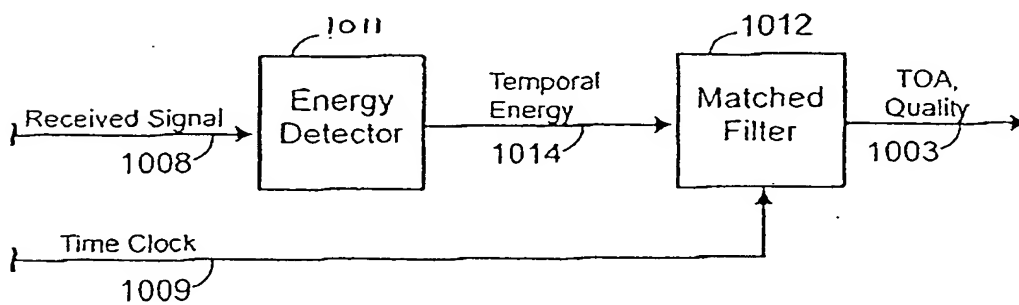 1011
1012
Received Signal
1008
Energy
Detector
Temporal
Energy
1014
Matched
Filter
TOA,
Quality
1003
Time Clock
1009